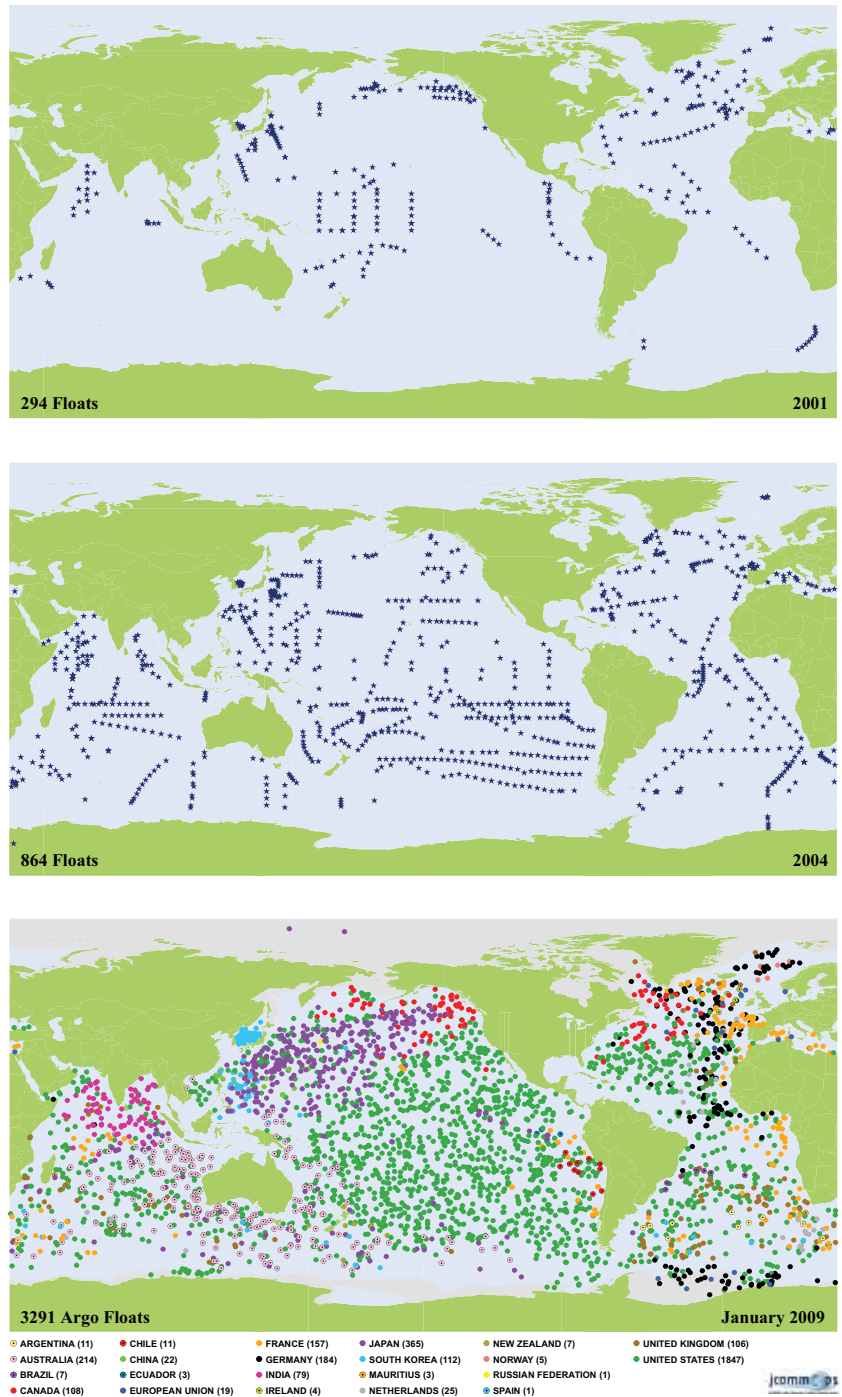 294 Floats 2001
864 Floats 2004
3291 Argo Floats January 2009
ARGENTINA (11) CHILE (11) FRANCE (157) JAPAN (365) NEW ZEALAND (7) UNITED KINGDOM (106)
AUSTRALIA (214) CHINA (22) GERMANY (184) SOUTH KOREA (112) NORWAY (5) UNITED STATES (1847)
BRAZIL (7) ECUADOR (3) INDIA (79) MAURITIUS (3) RUSSIAN FEDERATION (1)
CANADA (108) EUROPEAN UNION (19) IRELAND (4) NETHERLANDS (25) SPAIN (1)
jcommops